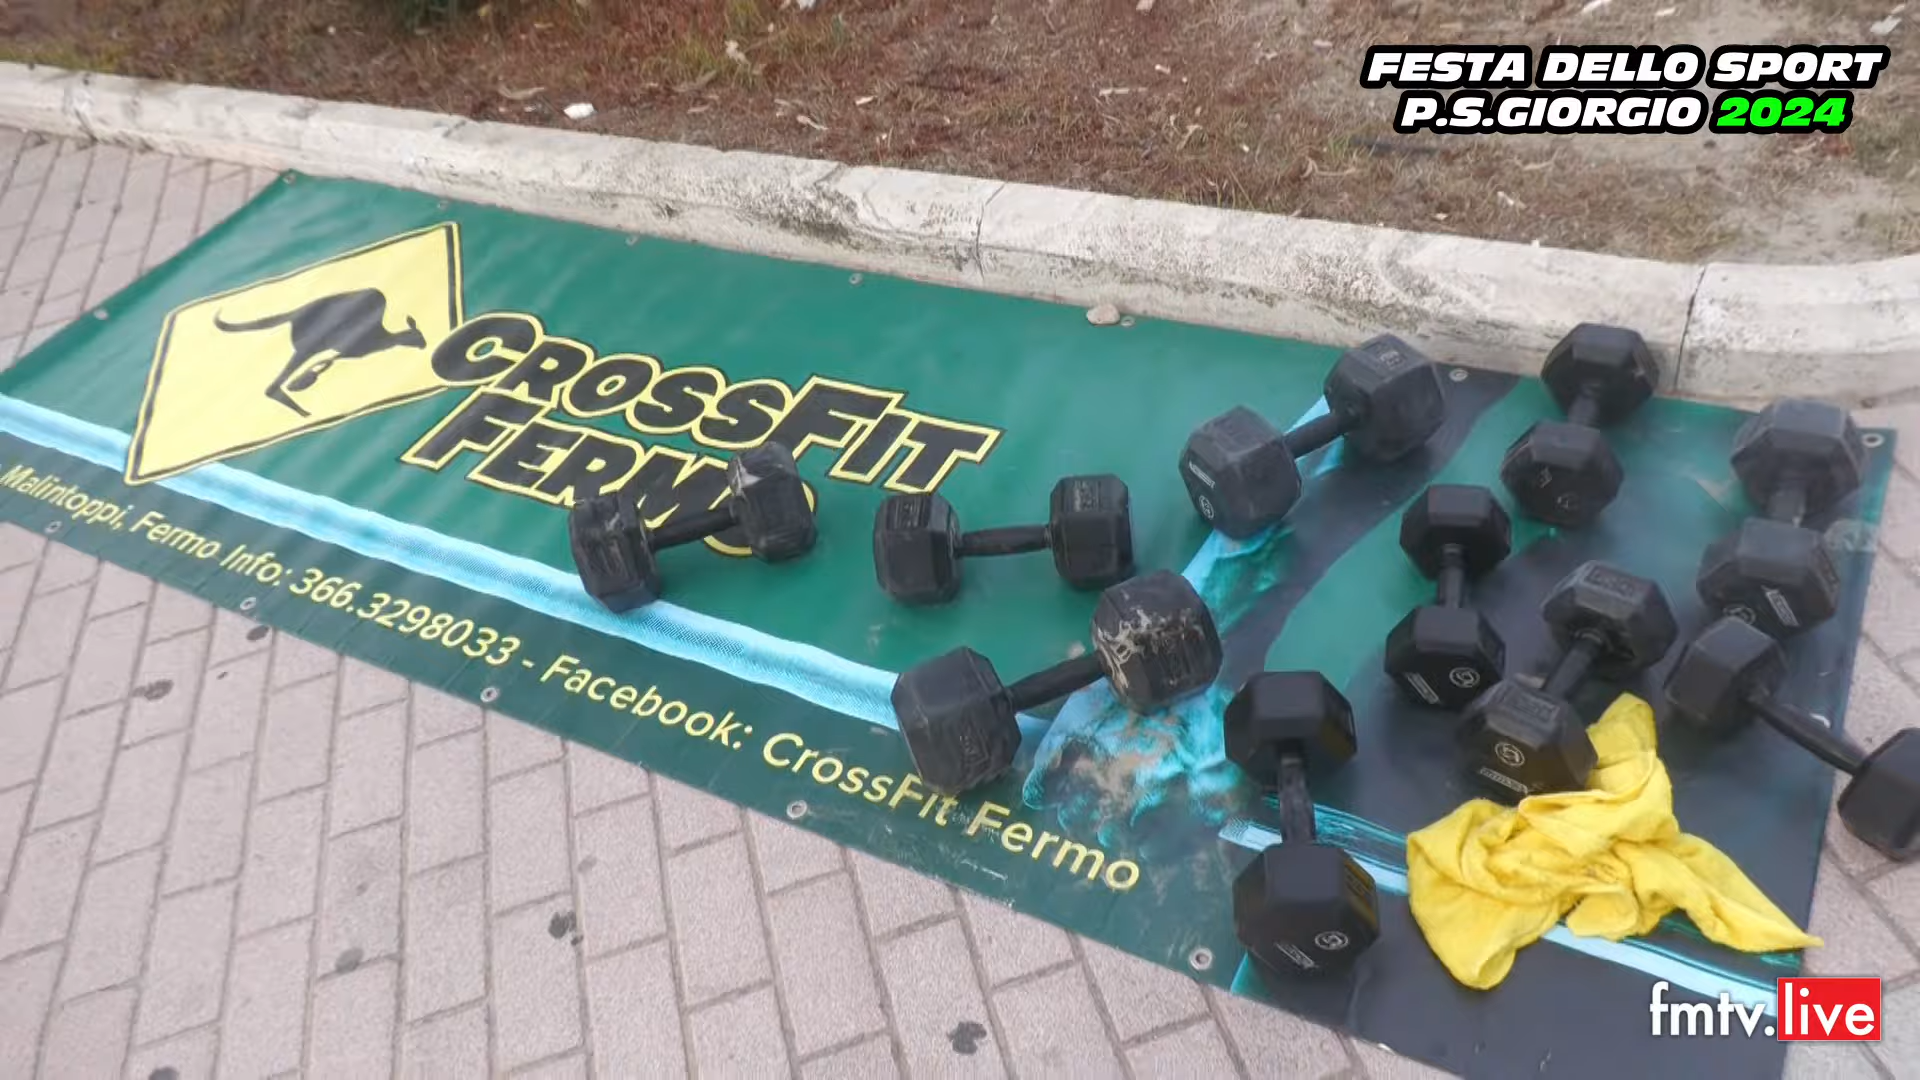 FESTA DELLO SPORT
P.S.GIORGIO 2024
CROSSFIT
FERMO
Malintoppi, Fermo Info: 366.3298033 - Facebook: CrossFit Fermo
fmtv.live